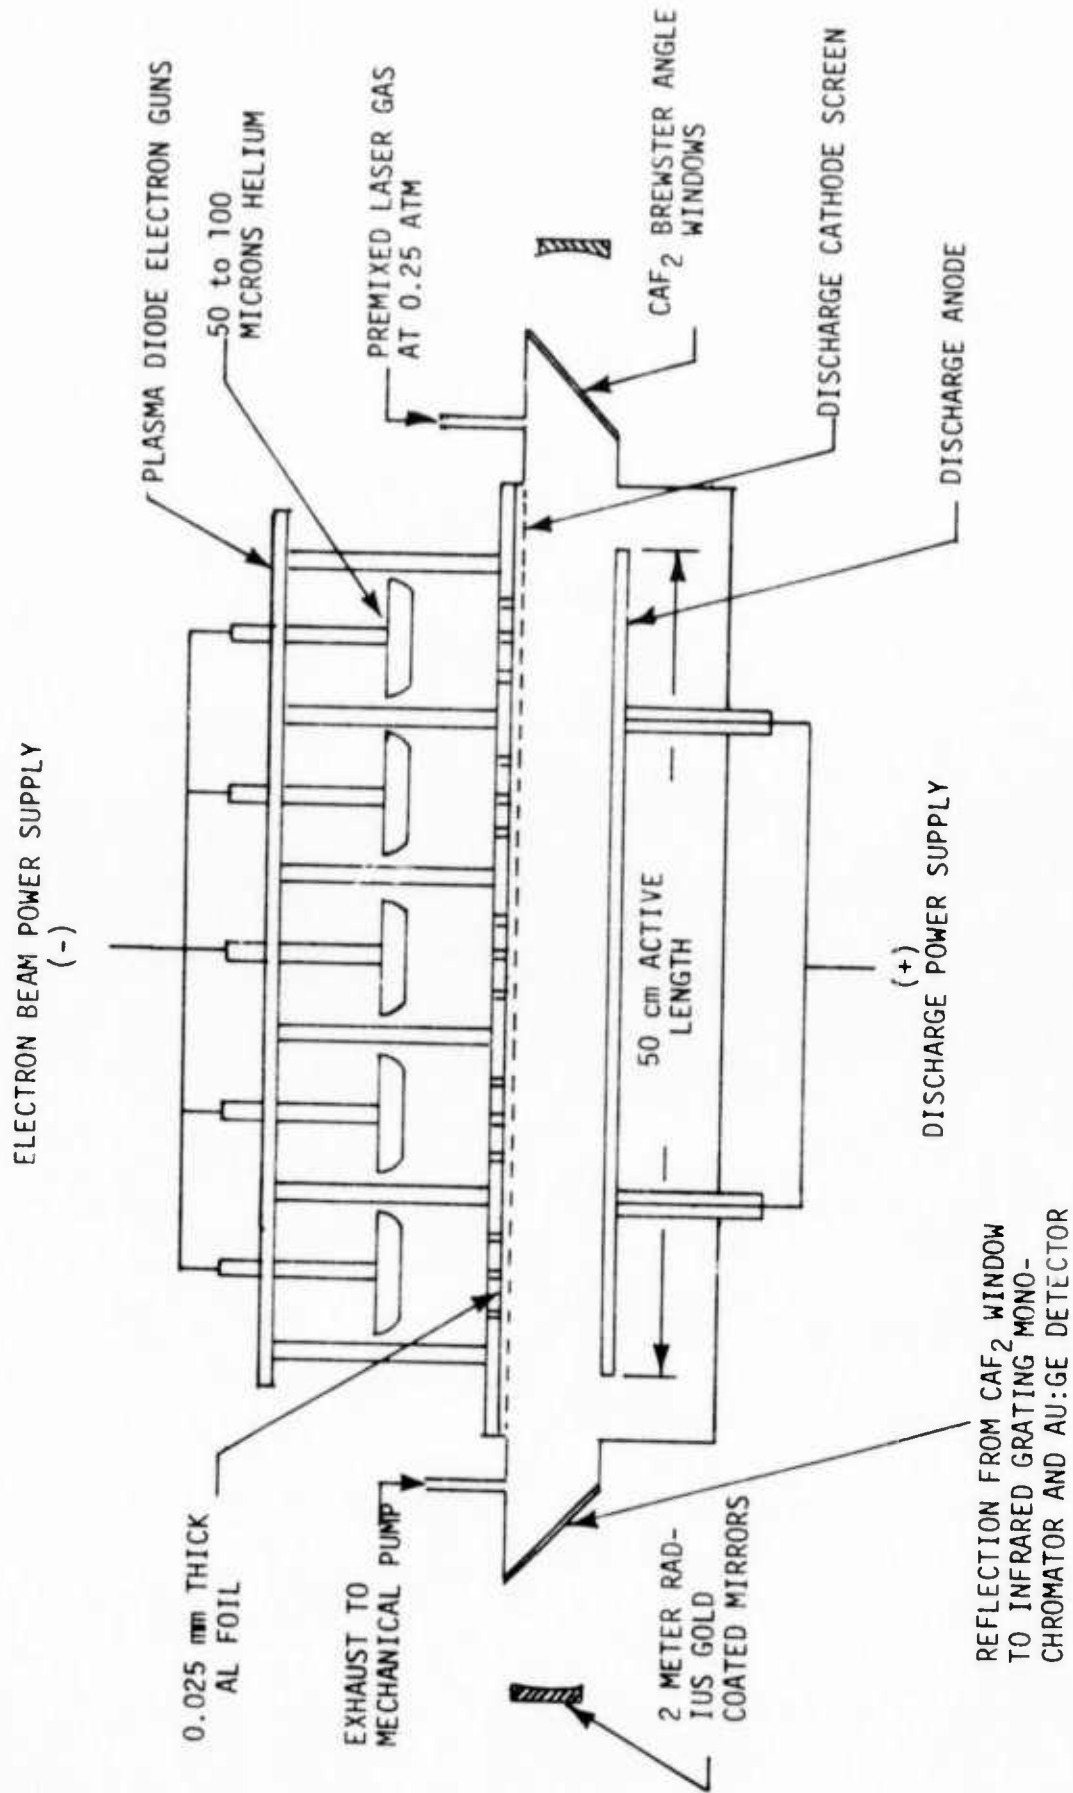 ELECTRON BEAM POWER SUPPLY
(-)
PLASMA DIODE ELECTRON GUNS
50 to 100
MICRONS HELIUM
PREMIXED LASER GAS
AT 0.25 ATM
CAF₂ BREWSTER ANGLE
WINDOWS
DISCHARGE CATHODE SCREEN
DISCHARGE ANODE
0.025 mm THICK
AL FOIL
EXHAUST TO
MECHANICAL PUMP
50 cm ACTIVE
LENGTH
2 METER RAD-
IUS GOLD
COATED MIRRORS
(+)
DISCHARGE POWER SUPPLY
REFLECTION FROM CAF₂ WINDOW
TO INFRARED GRATING MONO-
CHROMATOR AND AU:GE DETECTOR